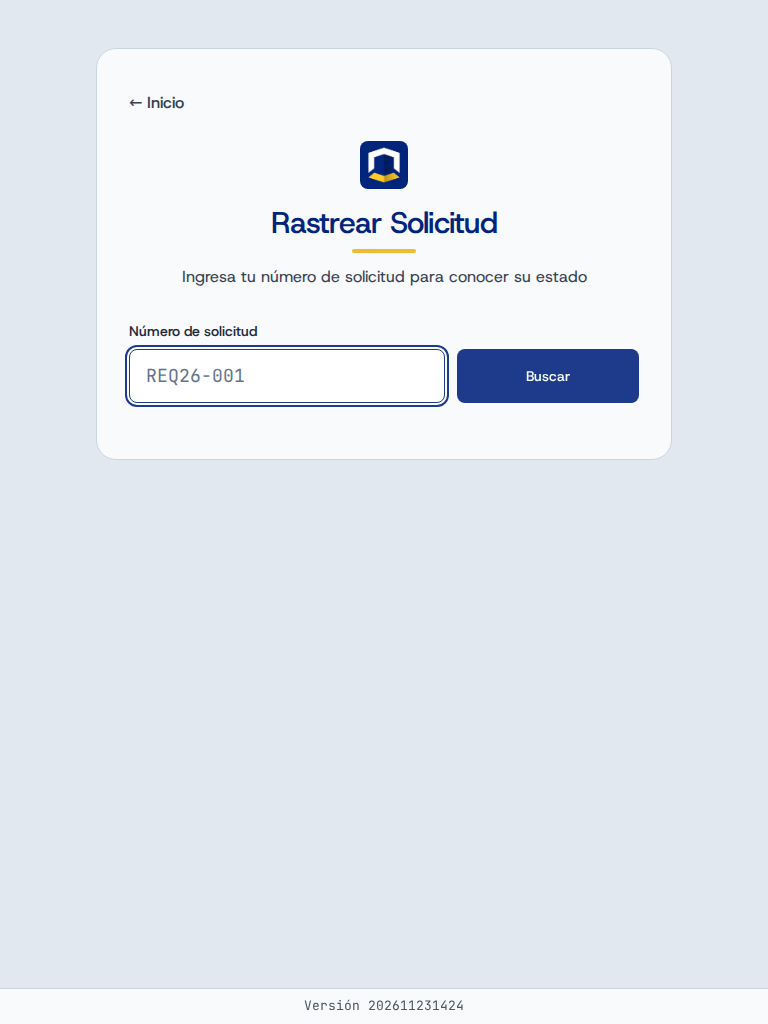 ← Inicio
Rastrear Solicitud
Ingresa tu número de solicitud para conocer su estado
Número de solicitud
REQ26-001
Buscar
Versión 202611231424